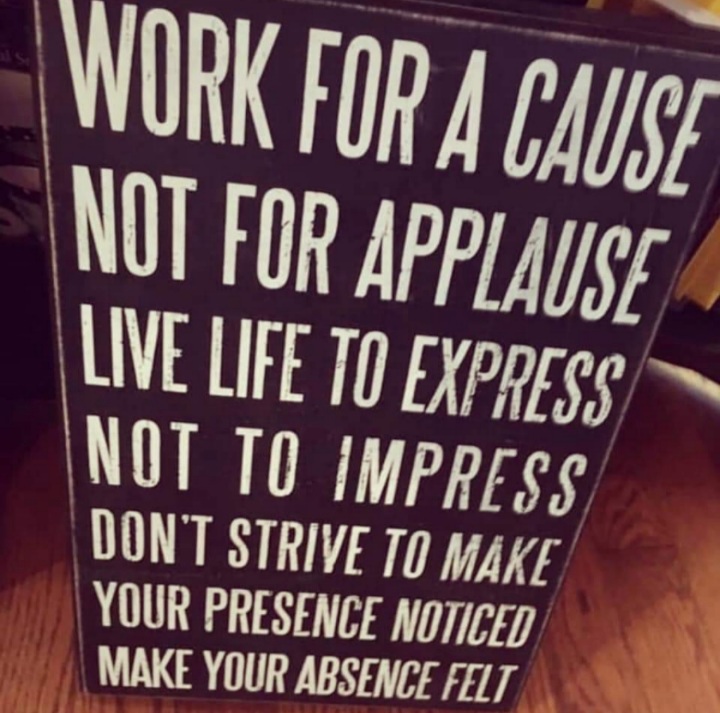 WORK FOR A CAUSE
NOT FOR APPLAUSE
LIVE LIFE TO EXPRESS
NOT TO IMPRESS
DON'T STRIVE TO MAKE
YOUR PRESENCE NOTICED
MAKE YOUR ABSENCE FELT